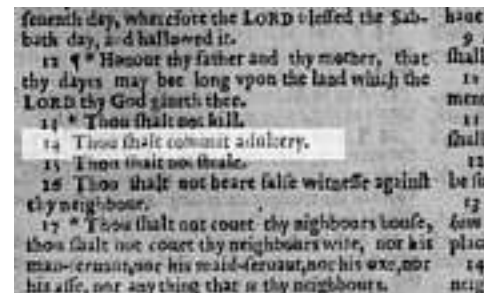 seuenth day, wherefore the LORD blessed the Sab-
bath day, and hallowed it.
12 ¶ * Honour thy father and thy mother, that
thy dayes may bee long vpon the land which the
LORD thy God giueth thee.
* Thou shalt not kill.
14 Thou shalt commit adultery.
15 Thou shalt not steale.
16 Thou shalt not beare false witnesse against
thy neighbour.
17 * Thou shalt not couet thy neighbours house,
thou shalt not couet thy neighbours wife, nor his
man-seruant, nor his maid-seruant, nor his oxe, nor
his asse, nor any thing that is thy neighbours.